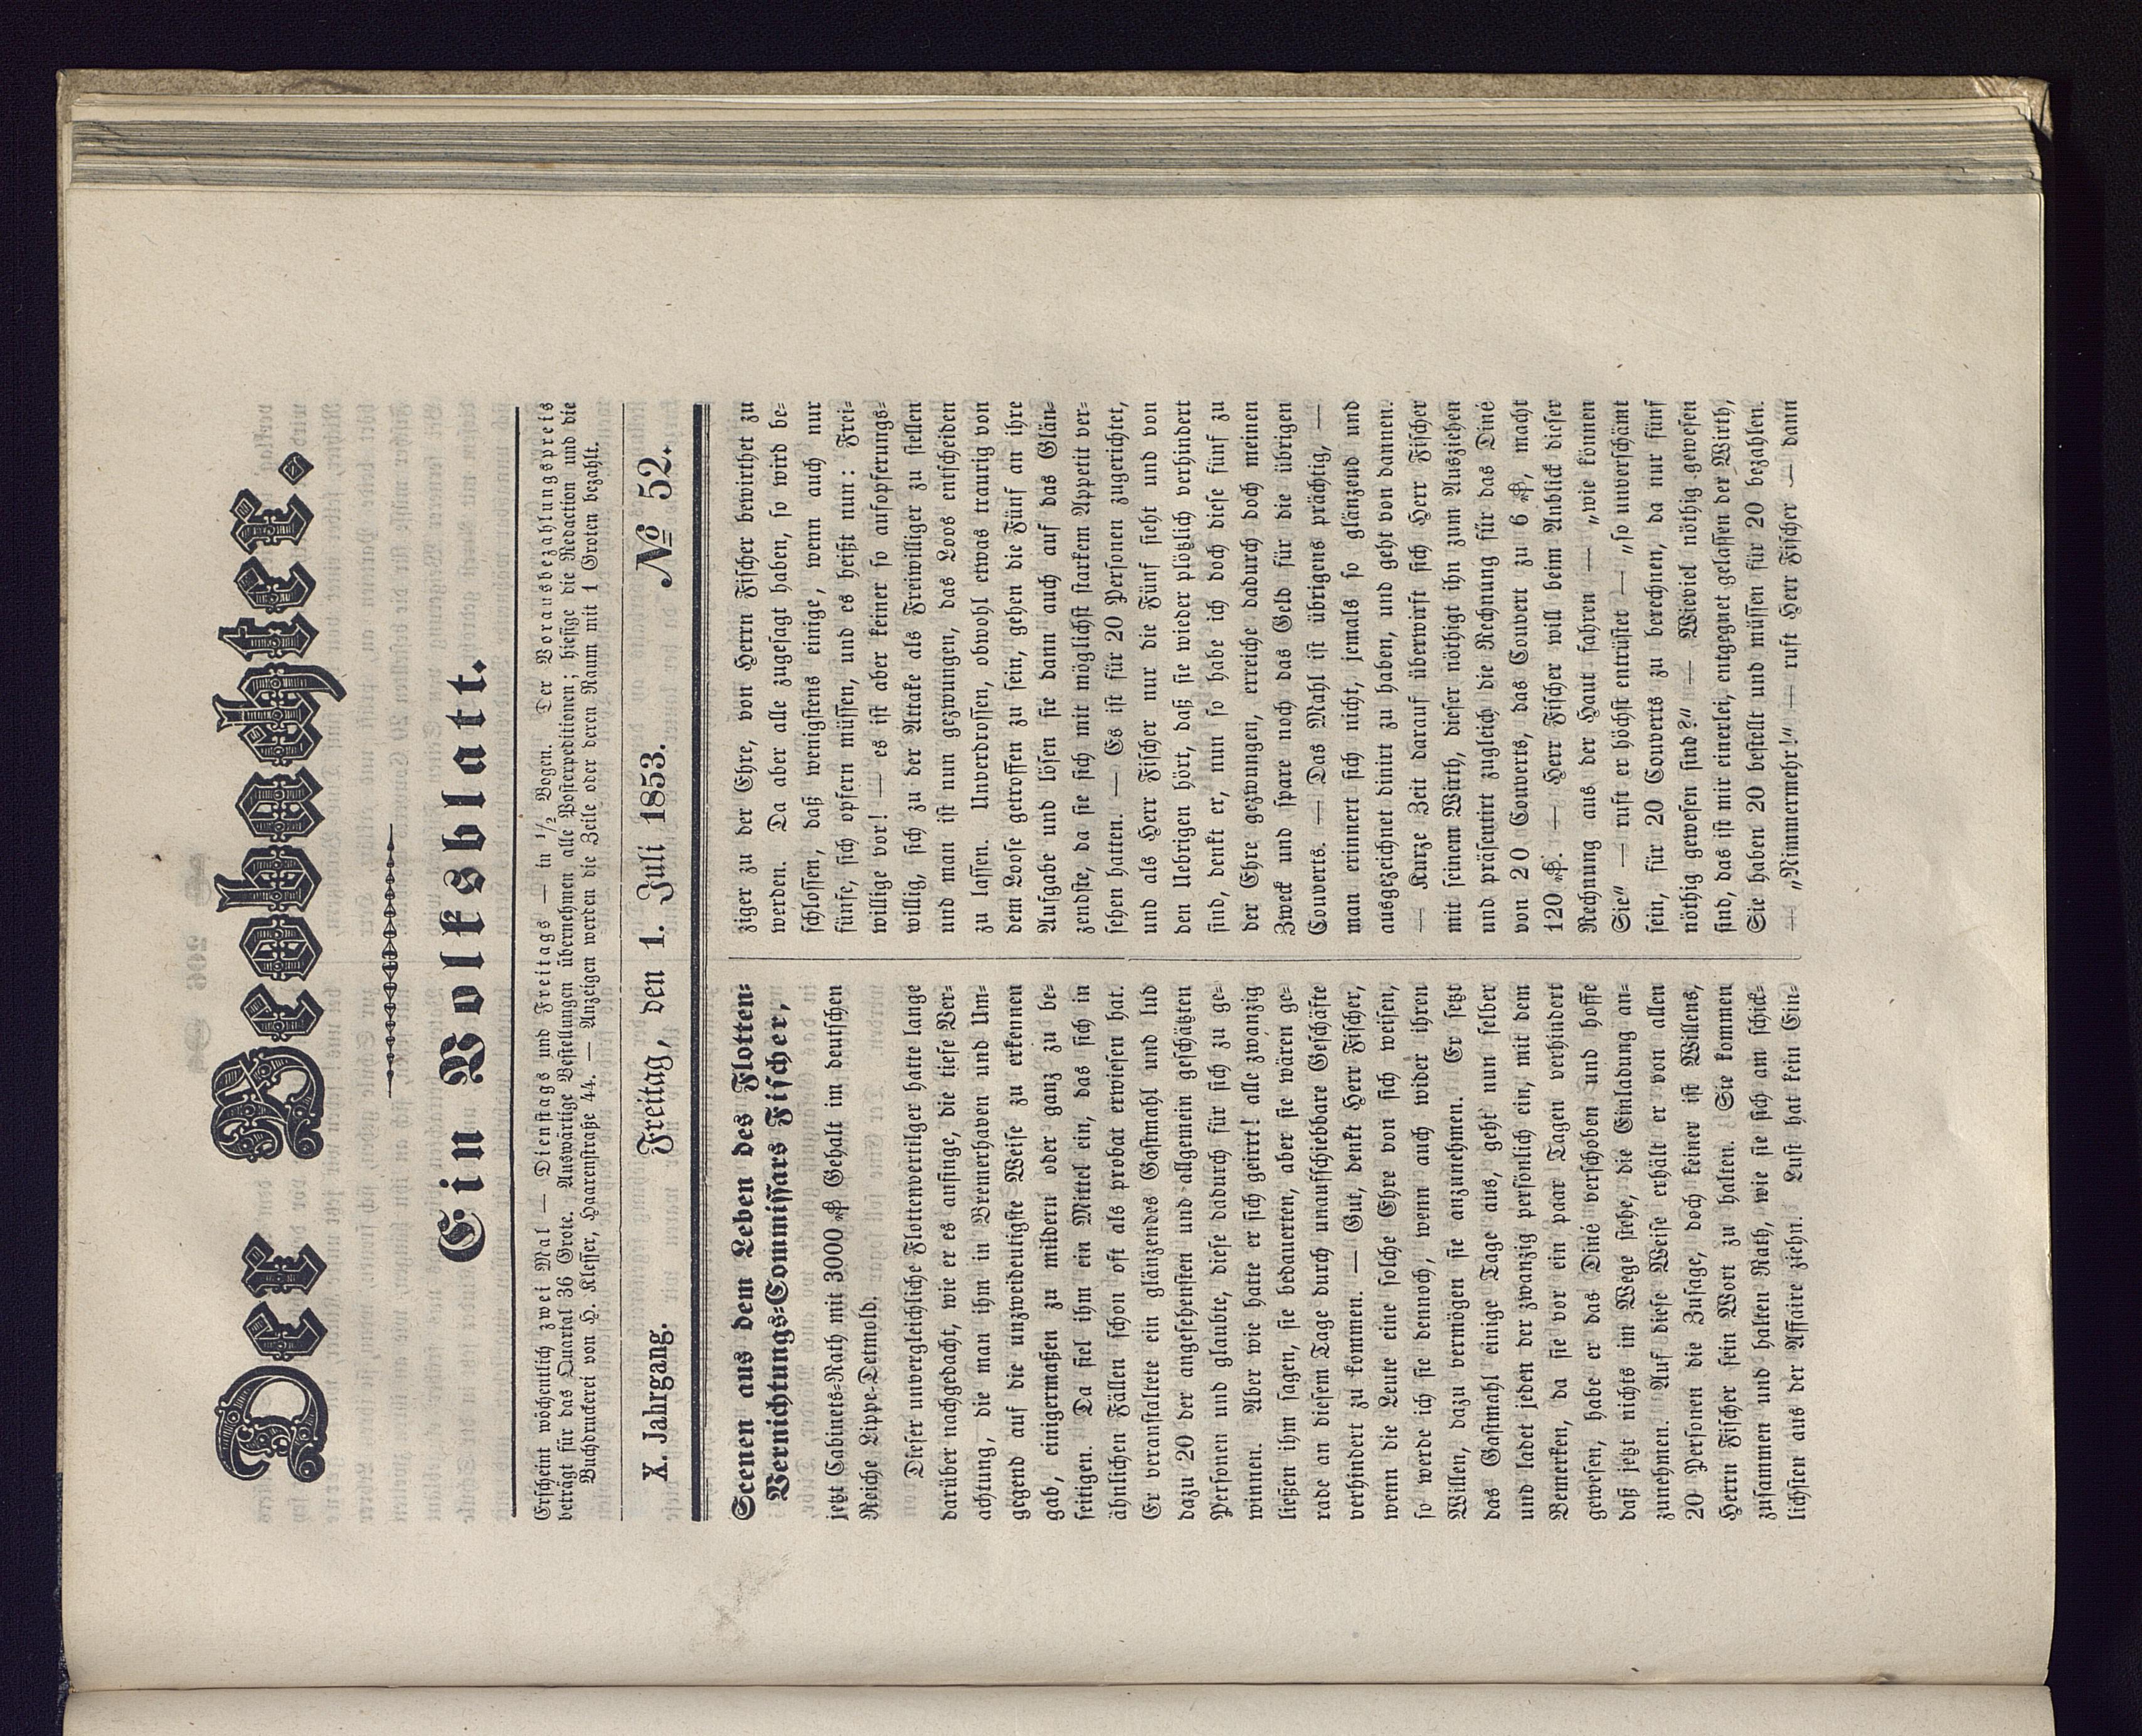 Der Beobachter.
Ein Volksblatt.
Erscheint wöchentlich zwei Mal — Dienstags und Freitags — in 1/2 Bogen. Der Vorausbezahlungspreis
beträgt für das Quartal 36 Grote. Auswärtige Bestellungen übernehmen alle Postexpeditionen; hiesige die Redaction und die
Buchdruckerei von H. Klesser, Haarenstraße 44. — Anzeigen werden die Zeile oder deren Raum mit 1 Groten bezahlt.
X. Jahrgang. Freitag, den 1. Juli 1853. № 52.
Scenen aus dem Leben des Flotten-
Vernichtungs-Commissars Fischer,
jetzt Cabinets-Rath mit 3000 ₰ Gehalt im deutschen
Reiche Lippe-Detmold.
Dieser unvergleichliche Flottenvertilger hatte lange
darüber nachgedacht, wie er es anfinge, die tiefe Ver-
achtung, die man ihm in Bremerhaven und Um-
gegend auf die unzweideutigste Weise zu erkennen
gab, einigermaßen zu mildern oder ganz zu be-
seitigen. Da fiel ihm ein Mittel ein, das sich in
ähnlichen Fällen schon oft als probat erwiesen hat.
Er veranstaltete ein glänzendes Gastmahl und lud
dazu 20 der angesehensten und allgemein geschätzten
Personen und glaubte, diese dadurch für sich zu ge-
winnen. Aber wie hatte er sich geirrt! alle zwanzig
ließen ihm sagen, sie bedauerten, aber sie wären ge-
rade an diesem Tage durch unaufschiebbare Geschäfte
verhindert zu kommen. — Gut, denkt Herr Fischer,
wenn die Leute eine solche Ehre von sich weisen,
so werde ich sie dennoch, wenn auch wider ihren
Willen, dazu vermögen sie anzunehmen. Er setzt
das Gastmahl einige Tage aus, geht nun selber
und ladet jeden der zwanzig persönlich ein, mit dem
Bemerken, da sie vor ein paar Tagen verhindert
gewesen, habe er das Diné verschoben und hoffe
daß jetzt nichts im Wege stehe, die Einladung an-
zunehmen. Auf diese Weise erhält er von allen
20 Personen die Zusage, doch keiner ist Willens,
Herrn Fischer sein Wort zu halten. Sie kommen
zusammen und halten Rath, wie sie sich am schick-
lichsten aus der Affaire ziehn. Lust hat kein Ein-
ziger zu der Ehre, von Herrn Fischer bewirthet zu
werden. Da aber alle zugesagt haben, so wird be-
schlossen, daß wenigstens einige, wenn auch nur
fünfe, sich opfern müssen, und es heißt nun: Frei-
willige vor! — es ist aber keiner so aufopferungs-
willig, sich zu der Attake als Freiwilliger zu stellen
und man ist nun gezwungen, das Loos entscheiden
zu lassen. Unverdrossen, obwohl etwas traurig von
dem Loose getroffen zu sein, gehen die Fünf an ihre
Aufgabe und lösen sie dann auch auf das Glän-
zendste, da sie sich mit möglichst starkem Appetit ver-
sehen hatten. — Es ist für 20 Personen zugerichtet,
und als Herr Fischer nur die Fünf sieht und von
den Uebrigen hört, daß sie wieder plötzlich verhindert
sind, denkt er, nun so habe ich doch diese fünf zu
der Ehre gezwungen, erreiche dadurch doch meinen
Zweck und spare noch das Geld für die übrigen
Couverts. — Das Mahl ist übrigens prächtig, —
man erinnert sich nicht, jemals so glänzend und
ausgezeichnet dinirt zu haben, und geht von dannen.
— Kurze Zeit darauf überwirft sich Herr Fischer
mit seinem Wirth, dieser nöthigt ihn zum Ausziehen
und präsentirt zugleich die Rechnung für das Diné
von 20 Couverts, das Couvert zu 6 ₰, macht
120 ₰. — Herr Fischer will beim Anblick dieser
Rechnung aus der Haut fahren — „wie können
Sie“ — ruft er höchst entrüstet — „so unverschämt
sein, für 20 Couverts zu berechnen, da nur fünf
nöthig gewesen sind?“ — Wieviel nöthig gewesen
sind, das ist mir einerlei, entgegnet gelassen der Wirth,
Sie haben 20 bestellt und müssen für 20 bezahlen.
— „Nimmermehr!“ — ruft Herr Fischer — dann